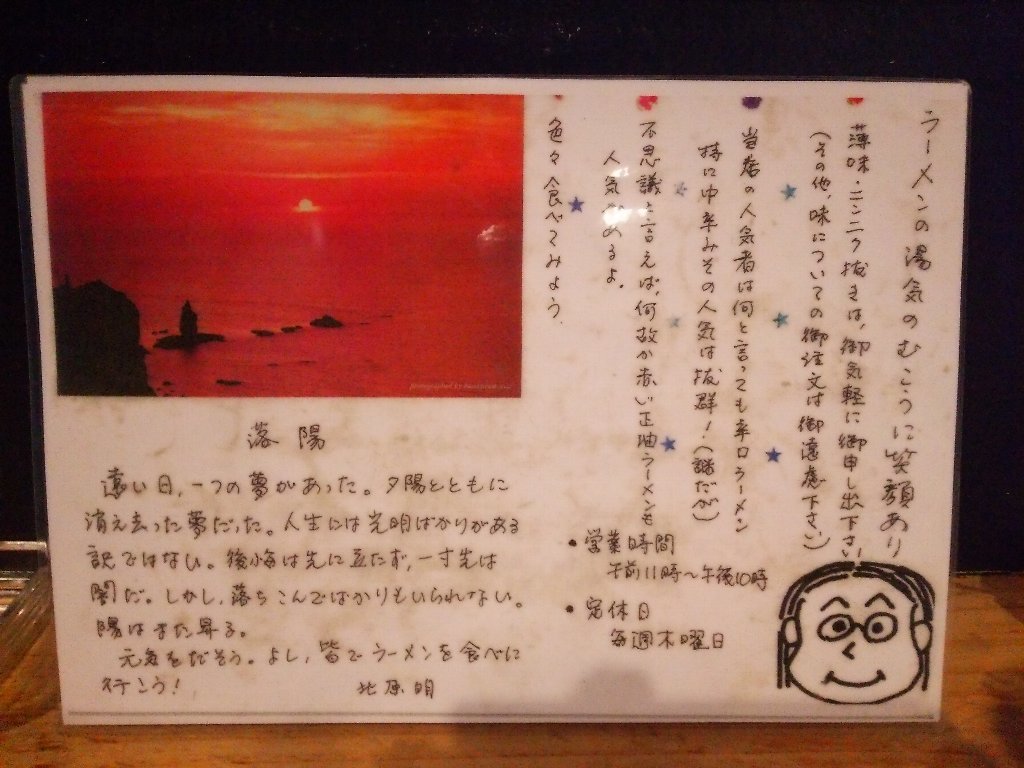 ラーメンの湯気のむこうに笑顔あり
薄味・ニンニク抜きは、御気軽に御申し出下さい
(その他、味についての御注文は御遠慮下さい)
当店の人気者は何と言っても辛口ラーメン
特に中辛みその人気は抜群!(謎だが)
不思議と言えば、何故か赤い正油ラーメンも
人気があるよ。
色々食べてみよう。
・営業時間
午前11時~午後10時
・定休日
毎週木曜日
photographed by
落陽
遠い日、一つの夢があった。夕陽とともに
消え去った夢だった。人生には光明ばかりがある
訳ではない。後悔は先に立たず、一寸先は
闇だ。しかし、落ちこんでばかりもいられない。
陽はまた昇る。
元気をだそう。よし、皆でラーメンを食べに
行こう!
北原明